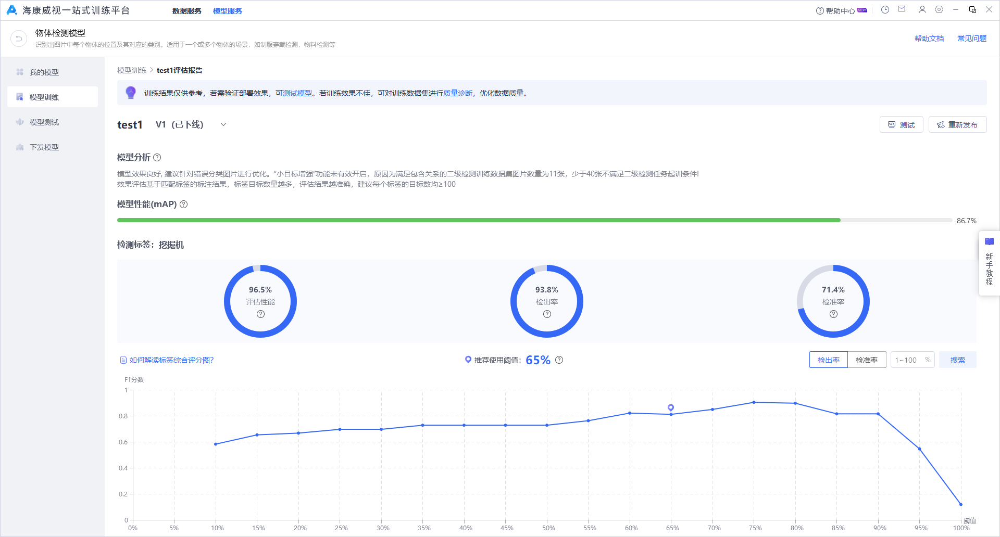 海康威视一站式训练平台
数据服务
模型服务
帮助中心
NEW
物体检测模型
识别出图片中每个物体的位置及其对应的类别。适用于一个或多个物体的场景，如制服穿戴检测，物料检测等
帮助文档
常见问题
我的模型
模型训练
模型测试
下发模型
模型训练 > test1评估报告
训练结果仅供参考，若需验证部署效果，可测试模型。若训练效果不佳，可对训练数据集进行质量诊断，优化数据质量。
test1
V1（已下线）
测试
重新发布
模型分析
模型效果良好, 建议针对错误分类图片进行优化。“小目标增强”功能未有效开启，原因为满足包含关系的二级检测训练数据集图片数量为11张，少于40张不满足二级检测任务起训条件!
效果评估基于匹配标签的标注结果，标签目标数量越多，评估结果越准确，建议每个标签的目标数均≥100
模型性能(mAP)
86.7%
新手教程
检测标签：挖掘机
96.5%
评估性能
93.8%
检出率
71.4%
检准率
如何解读标签综合评分图?
推荐使用阈值：65%
检出率
检准率
1~100 %
搜索
F1分数
1
0.8
0.6
0.4
0.2
0
0% 5% 10% 15% 20% 25% 30% 35% 40% 45% 50% 55% 60% 65% 70% 75% 80% 85% 90% 95% 100%
阈值